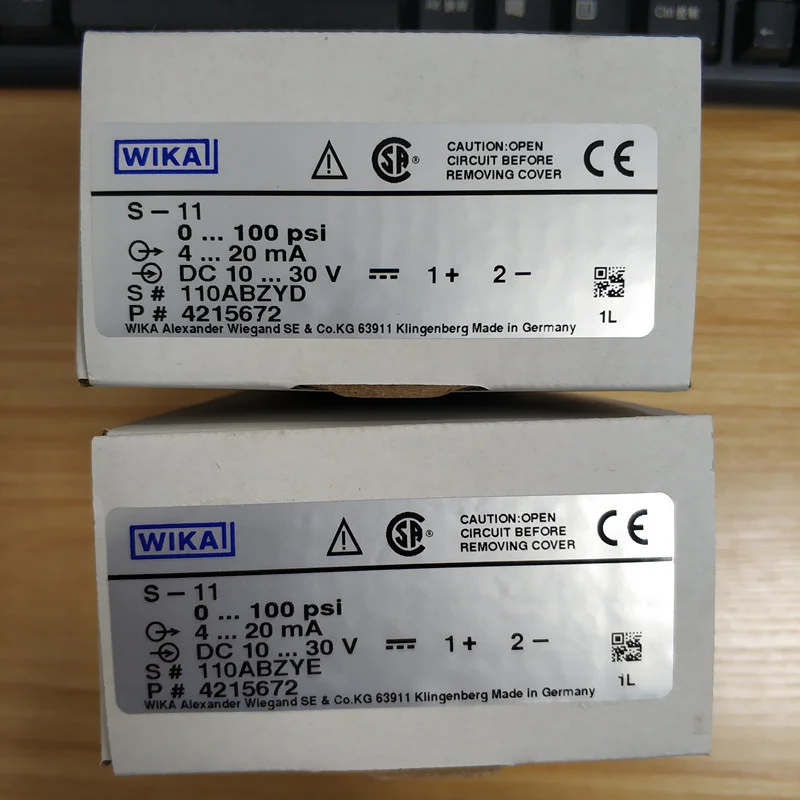 Ctrl
WIKA
SA ®
CAUTION:OPEN
CIRCUIT BEFORE
REMOVING COVER
CE
S – 11
0 ... 100 psi
4 ... 20 mA
DC 10 ... 30 V 1+ 2–
S # 110ABZYD
P # 4215672
1L
WIKA Alexander Wiegand SE & Co.KG 63911 Klingenberg Made in Germany
WIKA
SA ®
CAUTION:OPEN
CIRCUIT BEFORE
REMOVING COVER
CE
S – 11
0 ... 100 psi
4 ... 20 mA
DC 10 ... 30 V 1+ 2–
S # 110ABZYE
P # 4215672
1L
WIKA Alexander Wiegand SE & Co.KG 63911 Klingenberg Made in Germany